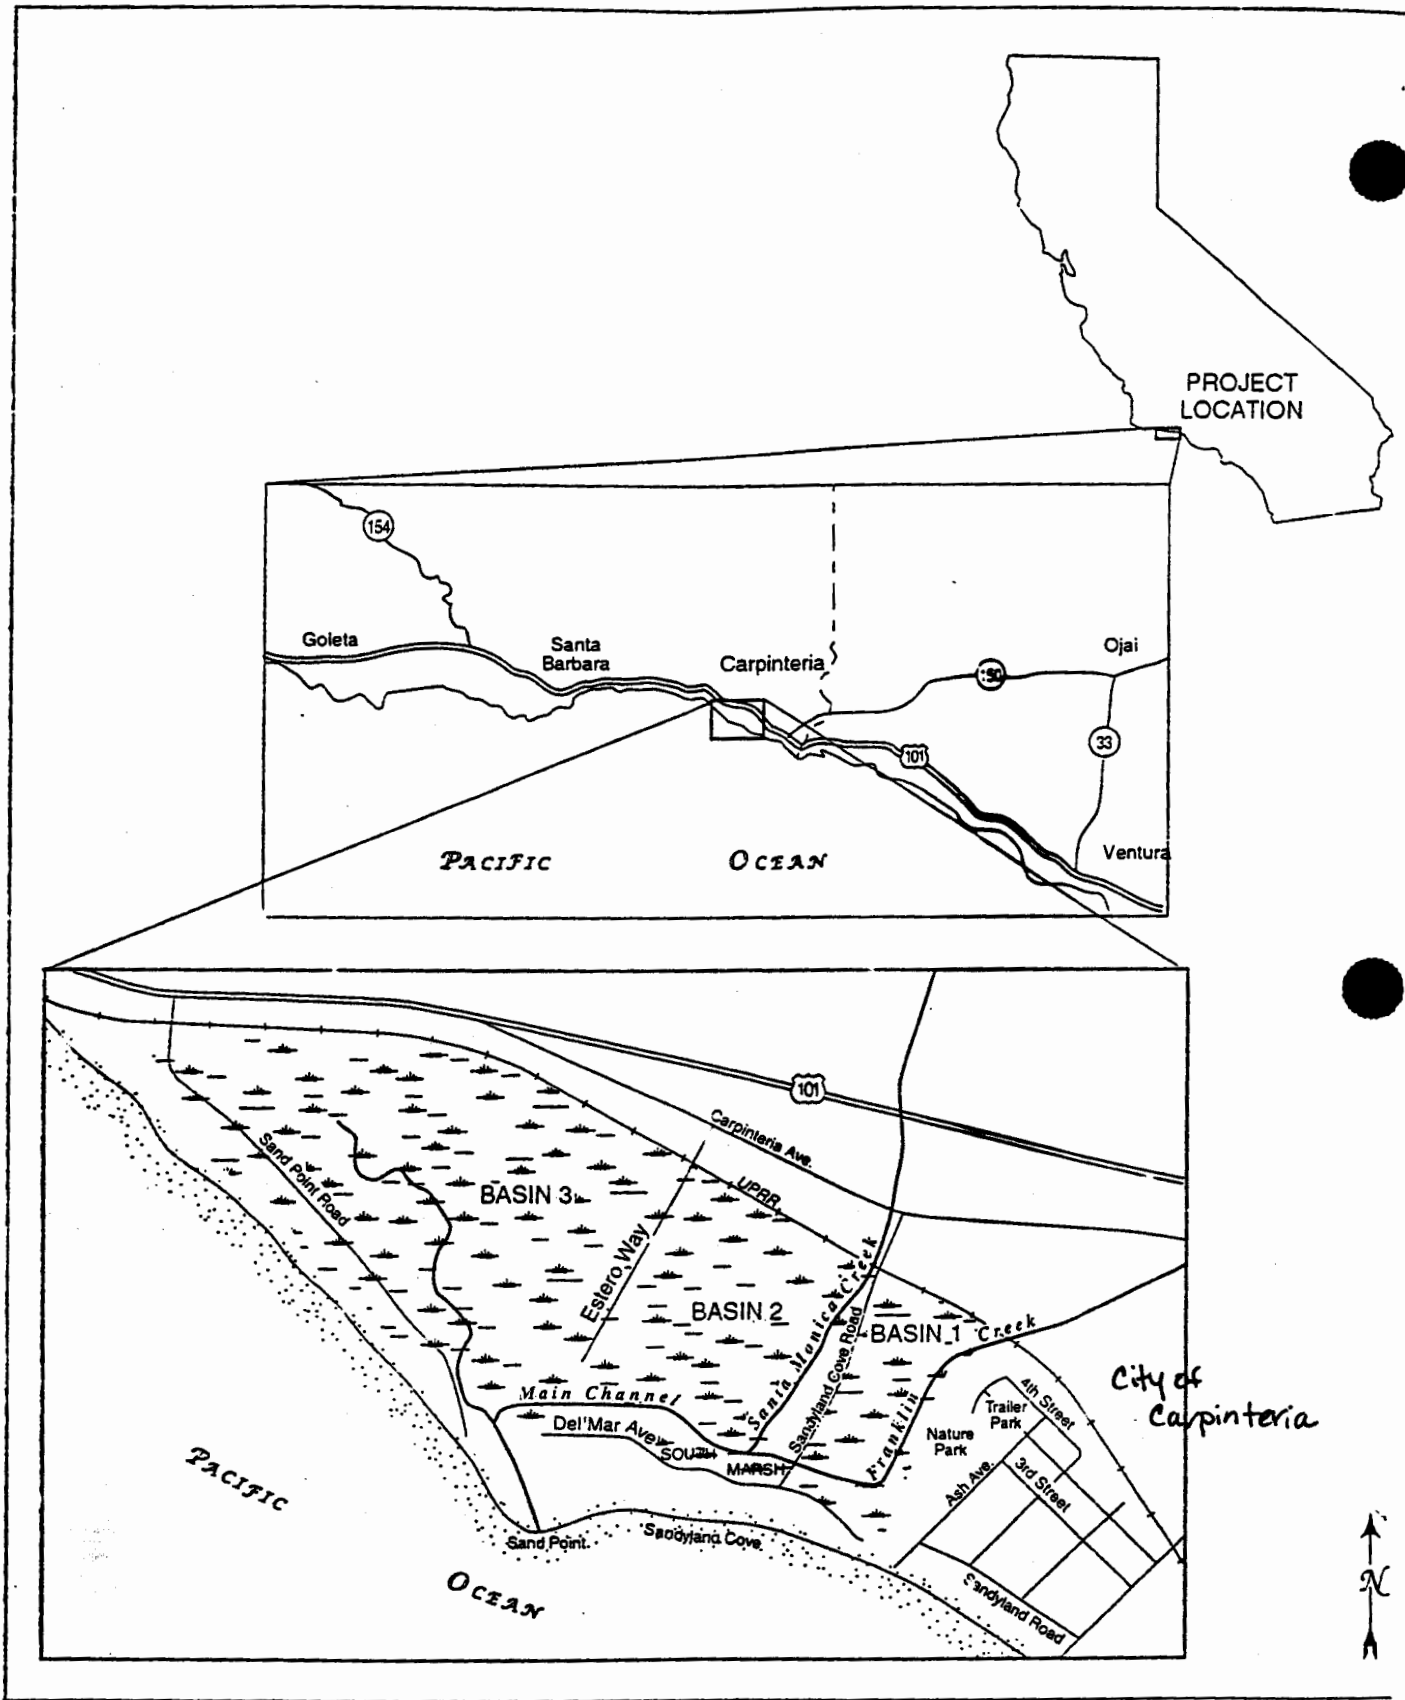 PROJECT
LOCATION
154
Goleta
Santa
Barbara
Carpinteria
Ojai
33
101
Ventura
PACIFIC
OCEAN
101
Carpinteria Ave.
UPRR
Sand Point Road
BASIN 3
Estero Way
BASIN 2
Santa Monica Creek
Sandyland Cove Road
BASIN 1
Franklin Creek
City of
Carpinteria
4th Street
Trailer
Park
Nature
Park
Main Channel
Del Mar Ave
SOUTH
MARSH
Ash Ave.
3rd Street
PACIFIC
OCEAN
Sand Point
Sandyland Cove
Sandyland Road
N